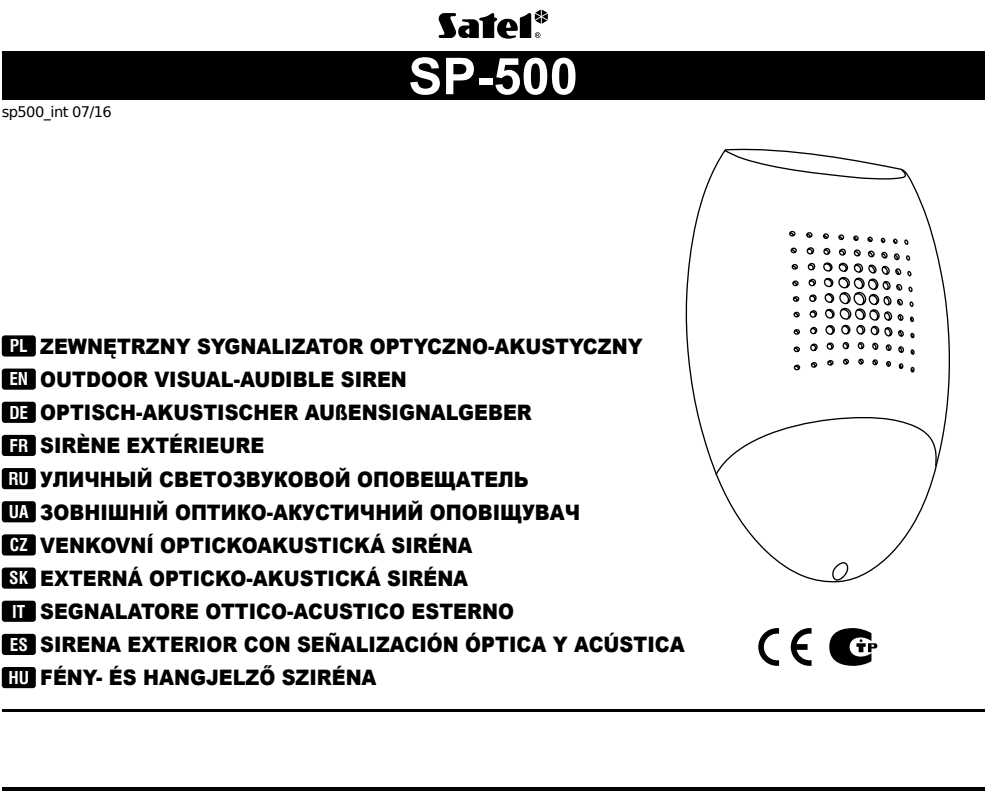 Satel®
SP-500
sp500_int 07/16
PL ZEWNĘTRZNY SYGNALIZATOR OPTYCZNO-AKUSTYCZNY
EN OUTDOOR VISUAL-AUDIBLE SIREN
DE OPTISCH-AKUSTISCHER AUßENSIGNALGEBER
FR SIRÈNE EXTÉRIEURE
RU УЛИЧНЫЙ СВЕТОЗВУКОВОЙ ОПОВЕЩАТЕЛЬ
UA ЗОВНІШНІЙ ОПТИКО-АКУСТИЧНИЙ ОПОВІЩУВАЧ
CZ VENKOVNÍ OPTICKOAKUSTICKÁ SIRÉNA
SK EXTERNÁ OPTICKO-AKUSTICKÁ SIRÉNA
IT SEGNALATORE OTTICO-ACUSTICO ESTERNO
ES SIRENA EXTERIOR CON SEÑALIZACIÓN ÓPTICA Y ACÚSTICA
HU FÉNY- ÉS HANGJELZŐ SZIRÉNA
CE